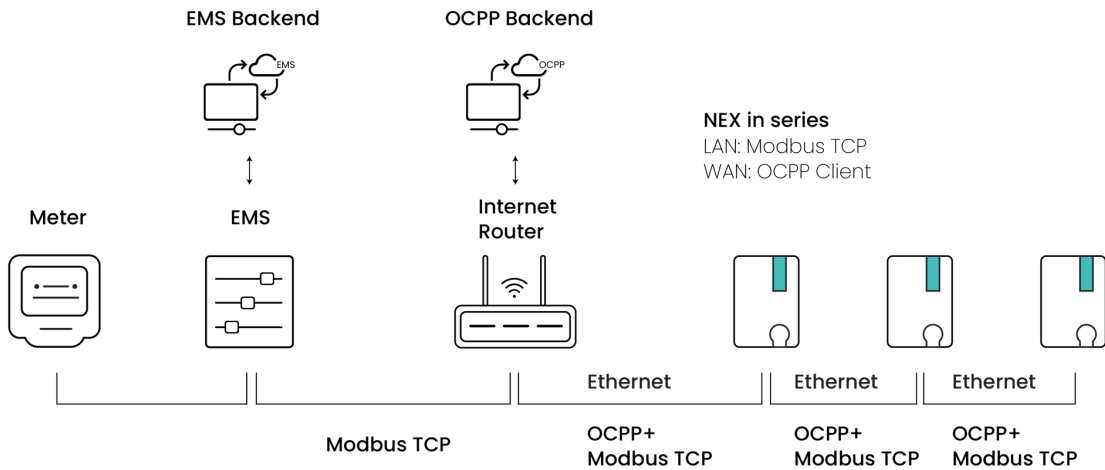 EMS Backend
OCPP Backend
EMS
OCPP
NEX in series
LAN: Modbus TCP
WAN: OCPP Client
Meter
EMS
Internet
Router
Ethernet
Ethernet
Ethernet
Modbus TCP
OCPP+
Modbus TCP
OCPP+
Modbus TCP
OCPP+
Modbus TCP